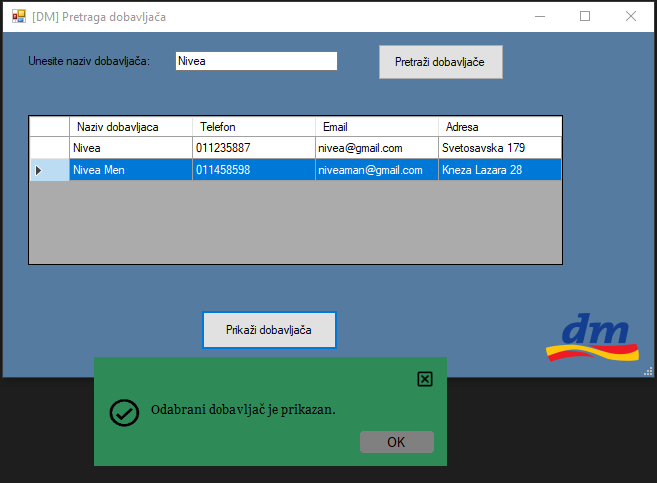 [DM] Pretraga dobavljača
Unesite naziv dobavljača:
Nivea
Pretraži dobavljače
Naziv dobavljaca Telefon Email Adresa
Nivea 011235887 nivea@gmail.com Svetosavska 179
Nivea Men 011458598 niveaman@gmail.com Kneza Lazara 28
Prikaži dobavljača
dm
Odabrani dobavljač je prikazan.
OK